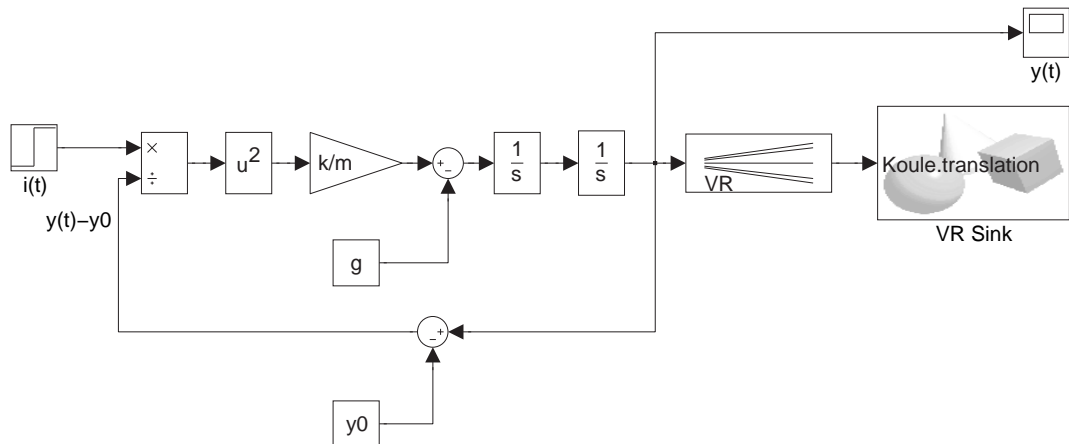 y(t)
i(t)
×
÷
u²
k/m
+
−
1
s
1
s
VR
Koule.translation
VR Sink
y(t)−y0
g
+
−
y0